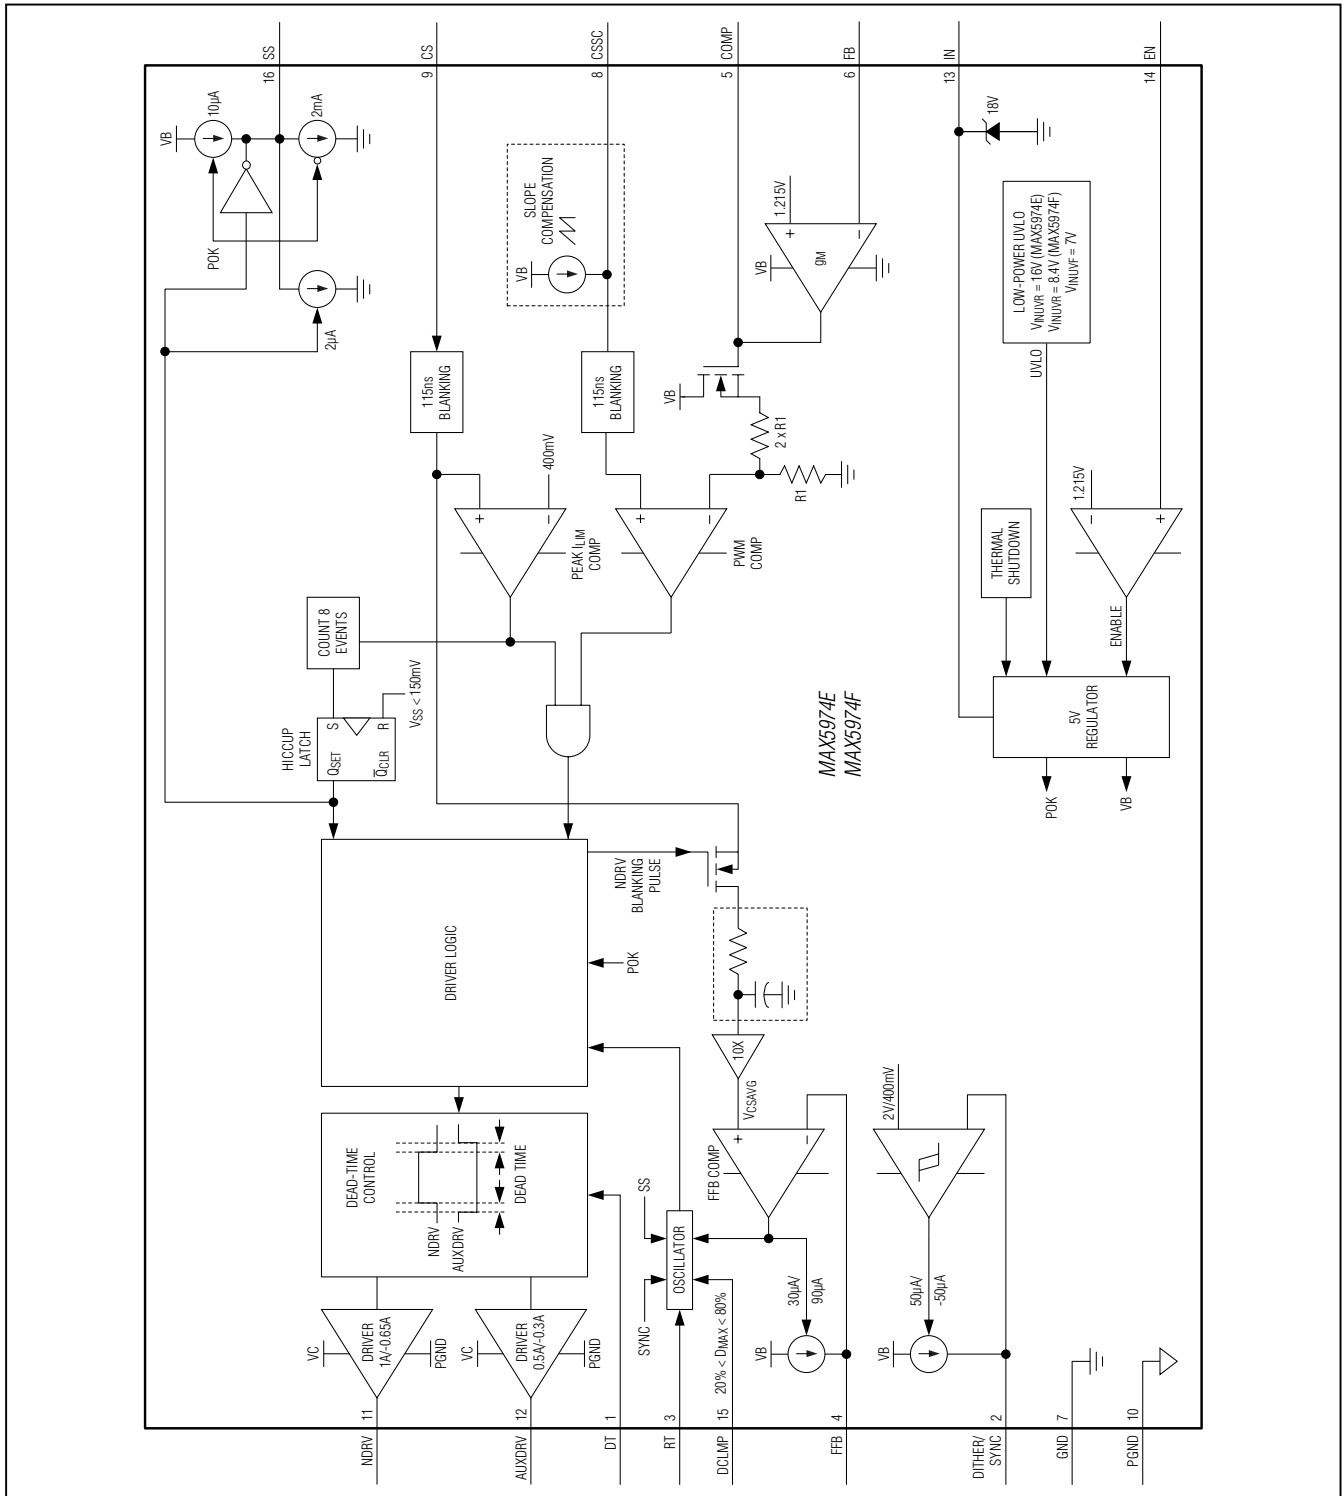 16 SS
9 CS
8 CSSC
5 COMP
6 FB
13 IN
14 EN
VB
10µA
2mA
POK
2µA
SLOPE
COMPENSATION
VB
1.215V
+
−
VB
gM
18V
LOW-POWER UVLO
VINUVR = 16V (MAX5974E)
VINUVR = 8.4V (MAX5974F)
VINUVF = 7V
UVLO
115ns
BLANKING
115ns
BLANKING
VB
2 x R1
R1
400mV
+
−
PEAK ILIM
COMP
+
−
PWM
COMP
1.215V
−
+
THERMAL
SHUTDOWN
ENABLE
COUNT 8
EVENTS
VSS < 150mV
HICCUP
LATCH
S
R
QSET
QCLR
MAX5974E
MAX5974F
5V
REGULATOR
POK
VB
DRIVER LOGIC
NDRV
BLANKING
PULSE
POK
10X
VCSAVG
2V/400mV
DEAD-TIME
CONTROL
NDRV
AUXDRV
DEAD TIME
SS
FFB COMP
+
−
OSCILLATOR
SYNC
20% < DMAX < 80%
30µA/
90µA
VB
50µA/
-50µA
VB
VC
DRIVER
1A/-0.65A
PGND
VC
DRIVER
0.5A/-0.3A
PGND
NDRV 11
AUXDRV 12
DT 1
RT 3
DCLMP 15
FFB 4
DITHER/
SYNC 2
GND 7
PGND 10